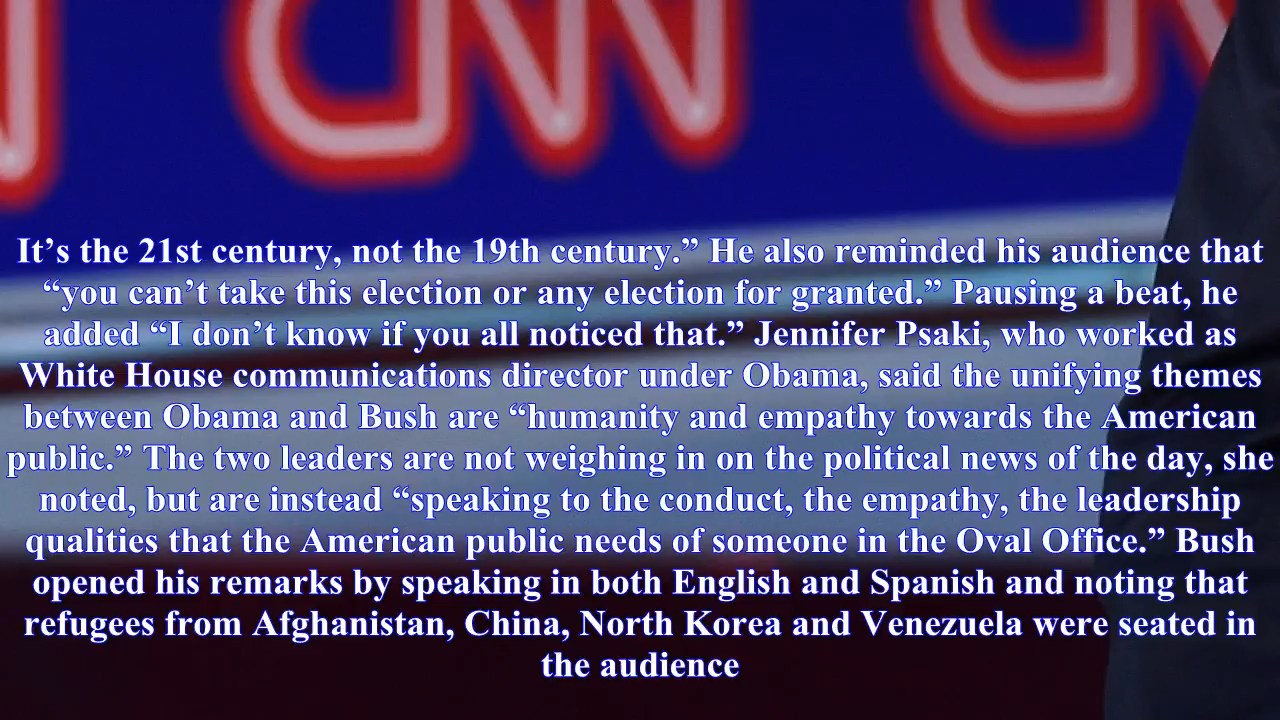 CNN
It’s the 21st century, not the 19th century.” He also reminded his audience that
“you can’t take this election or any election for granted.” Pausing a beat, he
added “I don’t know if you all noticed that.” Jennifer Psaki, who worked as
White House communications director under Obama, said the unifying themes
between Obama and Bush are “humanity and empathy towards the American
public.” The two leaders are not weighing in on the political news of the day, she
noted, but are instead “speaking to the conduct, the empathy, the leadership
qualities that the American public needs of someone in the Oval Office.” Bush
opened his remarks by speaking in both English and Spanish and noting that
refugees from Afghanistan, China, North Korea and Venezuela were seated in
the audience